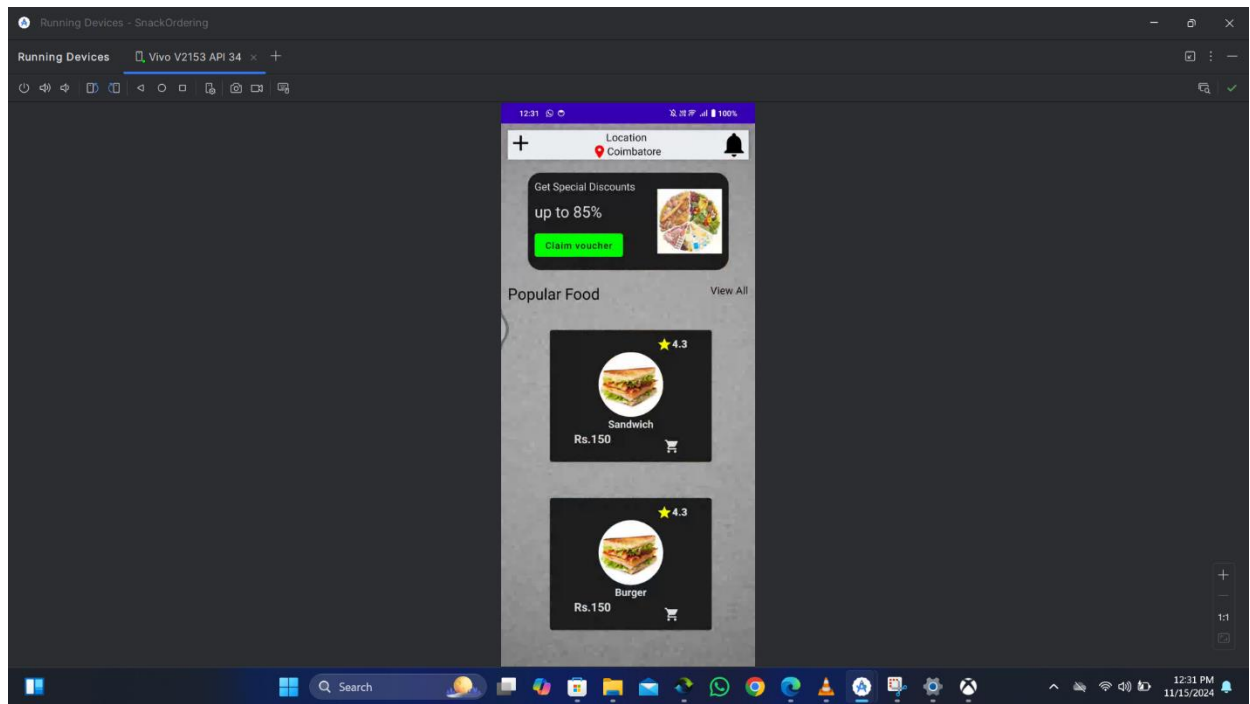 Running Devices - SnackOrdering
Running Devices
Vivo V2153 API 34
12:31
100%
Location
Coimbatore
Get Special Discounts
up to 85%
Claim voucher
Popular Food
View All
4.3
Sandwich
Rs.150
4.3
Burger
Rs.150
1:1
Search
12:31 PM
11/15/2024